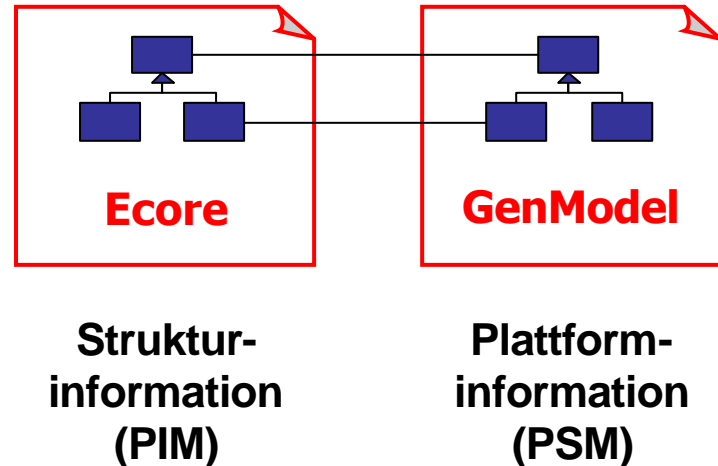 Ecore
GenModel
Struktur-
information
(PIM)
Plattform-
information
(PSM)